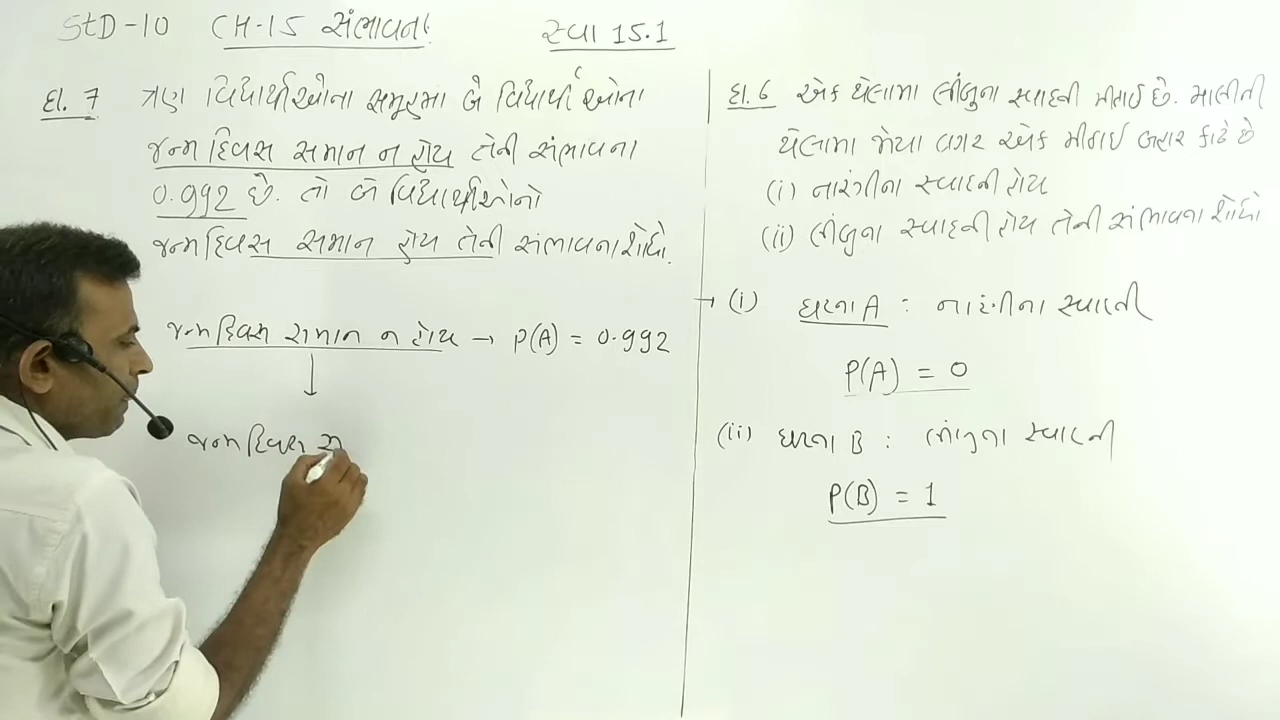 STD-10 CH-15 સંભાવના સ્વા 15.1
દા. 7 ત્રણ વિદ્યાર્થીઓના સમૂહમા બે વિદ્યાર્થીઓના
જન્મદિવસ સમાન ન હોય તેની સંભાવના
0.992 છે. તો બે વિદ્યાર્થીઓનો
જન્મદિવસ સમાન હોય તેની સંભાવના શોધો.
જન્મદિવસ સમાન ન હોય → P(A) = 0.992
જન્મદિવસ સ
દા. 6 એક થેલામા લીંબુના સ્વાદની મીઠાઈ છે. માલીની
થેલામા જોયા વગર એક મીઠાઈ બહાર કાઢે છે
(i) નારંગીના સ્વાદની હોય
(ii) લીંબુના સ્વાદની હોય તેની સંભાવના શોધો
→ (i) ઘટના A : નારંગીના સ્વાદની
P(A) = 0
(ii) ઘટના B : લીંબુના સ્વાદની
P(B) = 1